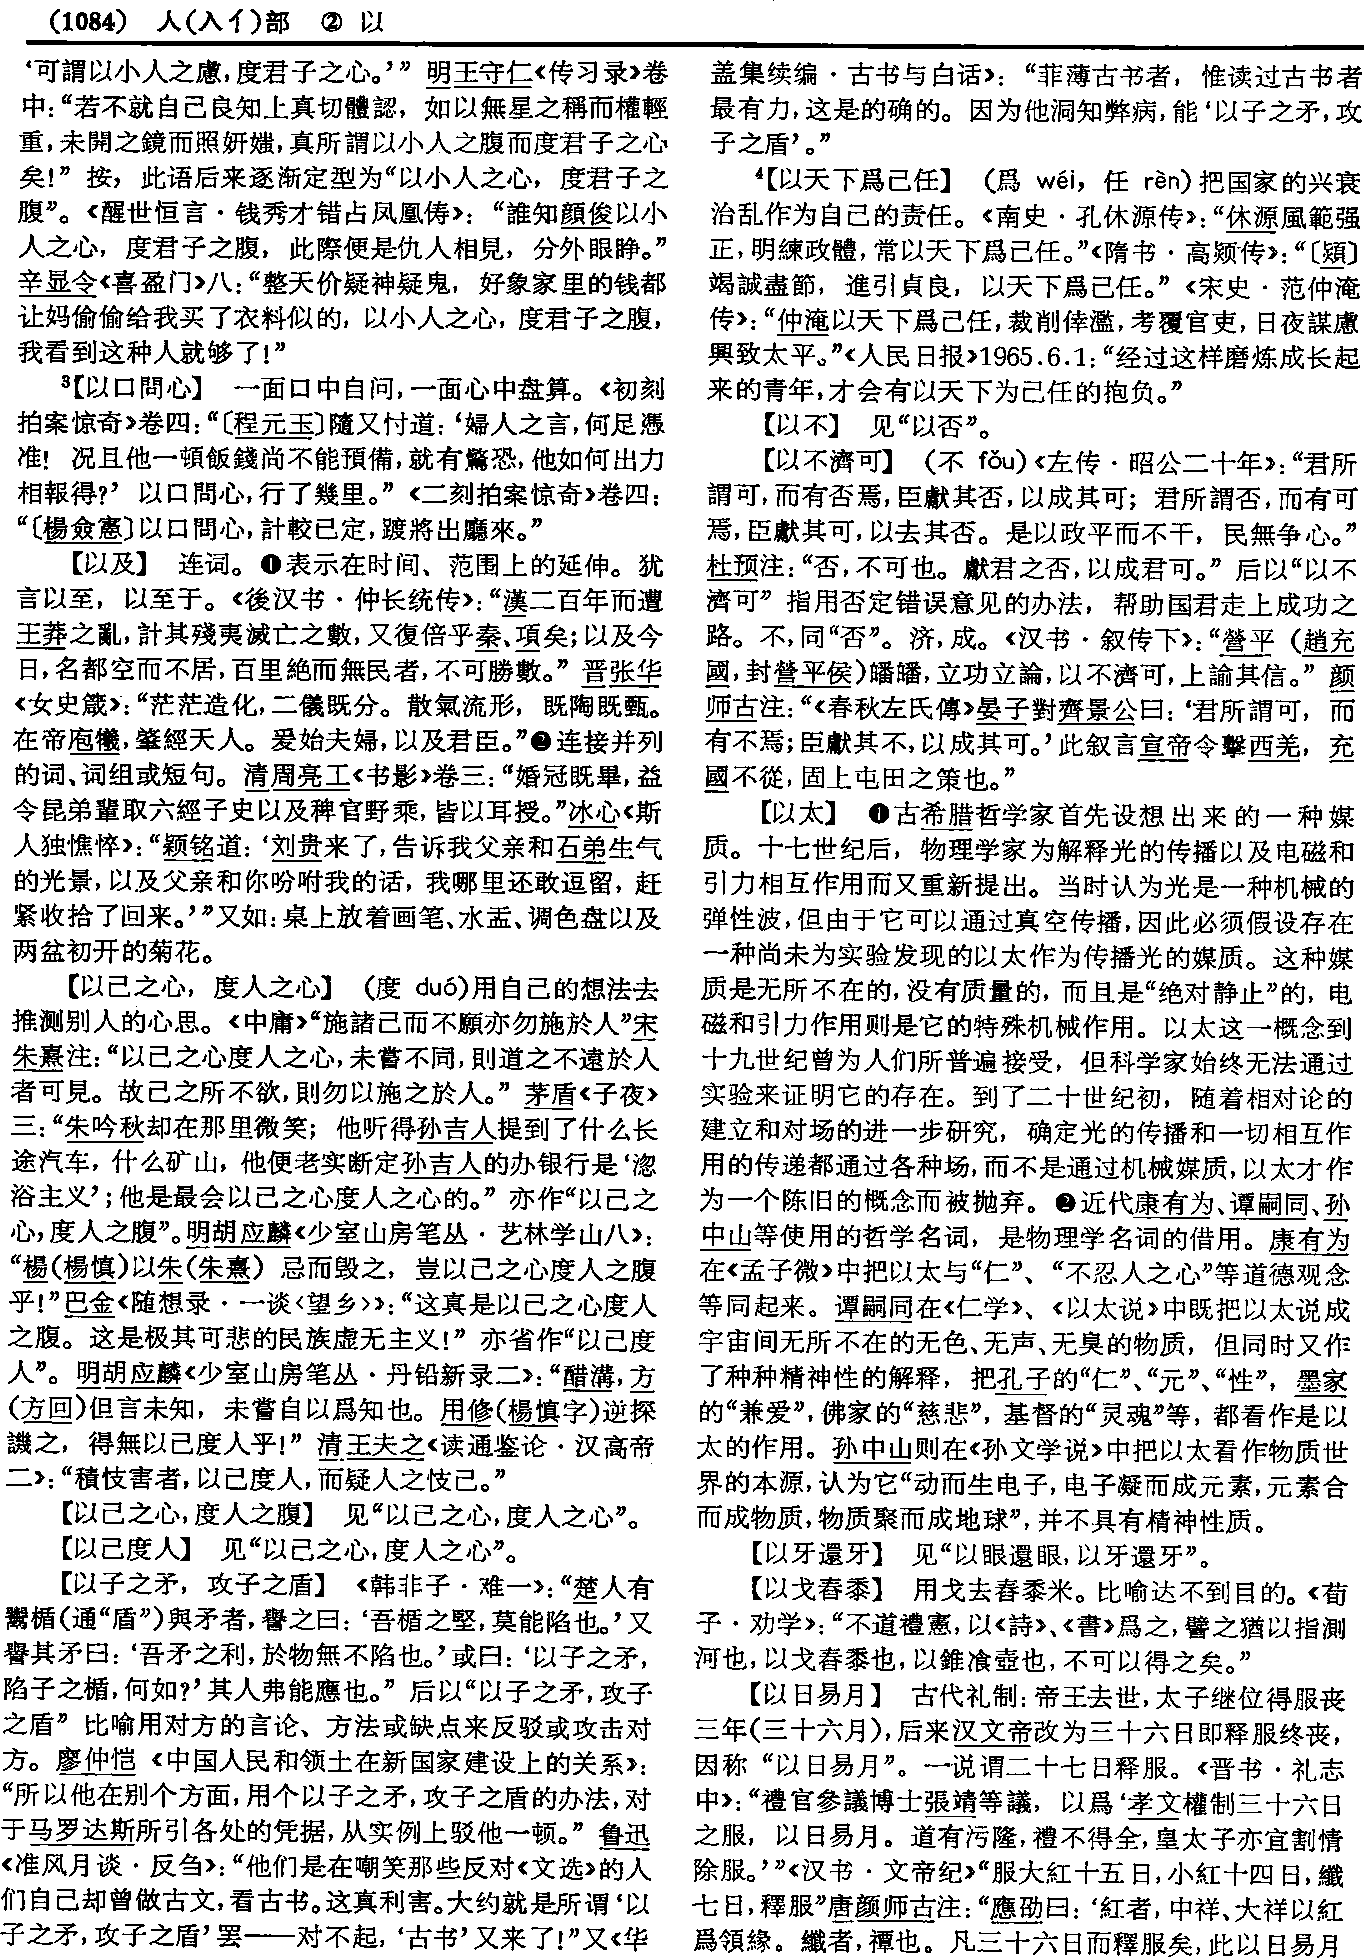 (1084) 人(入亻)部 ② 以
‘可謂以小人之慮,度君子之心。’” 明王守仁《传习录》卷
中:“若不就自己良知上真切體認, 如以無星之稱而權輕
重,未開之鏡而照妍媸,真所謂以小人之腹而度君子之心
矣!” 按, 此语后来逐渐定型为“以小人之心, 度君子之
腹”。《醒世恒言·钱秀才错占凤凰俦》: “誰知顔俊以小
人之心, 度君子之腹, 此際便是仇人相見, 分外眼睁。”
辛显令《喜盈门》八:“整天价疑神疑鬼, 好象家里的钱都
让妈偷偷给我买了衣料似的, 以小人之心, 度君子之腹,
我看到这种人就够了!”
³【以口問心】 一面口中自问,一面心中盘算。《初刻
拍案惊奇》卷四:“〔程元玉〕隨又忖道: ‘婦人之言,何足憑
准! 况且他一頓飯錢尚不能預備,就有驚恐,他如何出力
相報得?’ 以口問心,行了幾里。” 《二刻拍案惊奇》卷四:
“〔楊僉憲〕以口問心,計較已定,踱將出廳來。”
【以及】 连词。❶表示在时间、范围上的延伸。犹
言以至, 以至于。《後汉书·仲长统传》:“漢二百年而遭
王莽之亂,計其殘夷滅亡之數,又復倍乎秦、項矣;以及今
日,名都空而不居,百里絶而無民者,不可勝數。” 晋张华
《女史箴》:“茫茫造化,二儀既分。散氣流形, 既陶既甄。
在帝庖犧,肇經天人。爰始夫婦,以及君臣。”❷连接并列
的词、词组或短句。清周亮工《书影》卷三:“婚冠既畢,益
令昆弟輩取六經子史以及稗官野乘,皆以耳授。”冰心《斯
人独憔悴》:“颖铭道: ‘刘贵来了,告诉我父亲和石弟生气
的光景,以及父亲和你吩咐我的话, 我哪里还敢逗留, 赶
紧收拾了回来。’”又如:桌上放着画笔、水盂、调色盘以及
两盆初开的菊花。
【以己之心, 度人之心】 (度 duó)用自己的想法去
推测别人的心思。《中庸》“施諸己而不願亦勿施於人”宋
朱熹注:“以己之心度人之心,未嘗不同,則道之不遠於人
者可見。故己之所不欲,則勿以施之於人。” 茅盾《子夜》
三:“朱吟秋却在那里微笑; 他听得孙吉人提到了什么长
途汽车,什么矿山,他便老实断定孙吉人的办银行是‘淴
浴主义’;他是最会以己之心度人之心的。” 亦作“以己之
心,度人之腹”。明胡应麟《少室山房笔丛·艺林学山八》:
“楊(楊慎)以朱(朱熹) 忌而毁之, 豈以己之心度人之腹
乎!”巴金《随想录·一谈〈望乡〉》:“这真是以己之心度人
之腹。这是极其可悲的民族虚无主义!” 亦省作“以己度
人”。明胡应麟《少室山房笔丛·丹铅新录二》:“醋溝,方
(方回)但言未知, 未嘗自以爲知也。用修(楊慎字)逆探
譏之, 得無以己度人乎!” 清王夫之《读通鉴论·汉高帝
二》:“積忮害者,以己度人,而疑人之忮己。”
【以己之心,度人之腹】 见“以己之心,度人之心”。
【以己度人】 见“以己之心,度人之心”。
【以子之矛, 攻子之盾】 《韩非子·难一》:“楚人有
鬻楯(通“盾”)與矛者,譽之曰: ‘吾楯之堅,莫能陷也。’又
譽其矛曰: ‘吾矛之利,於物無不陷也。’或曰: ‘以子之矛,
陷子之楯,何如?’其人弗能應也。” 后以“以子之矛,攻子
之盾” 比喻用对方的言论、方法或缺点来反驳或攻击对
方。廖仲恺 《中国人民和领土在新国家建设上的关系》:
“所以他在别个方面,用个以子之矛,攻子之盾的办法,对
于马罗达斯所引各处的凭据,从实例上驳他一顿。” 鲁迅
《准风月谈·反刍》:“他们是在嘲笑那些反对《文选》的人
们自己却曾做古文,看古书。这真利害。大约就是所谓‘以
子之矛,攻子之盾’罢——对不起, ‘古书’又来了!”又《华
盖集续编·古书与白话》: “菲薄古书者, 惟读过古书者
最有力,这是的确的。因为他洞知弊病,能‘以子之矛,攻
子之盾’。”
⁴【以天下爲己任】 (爲 wéi, 任 rèn)把国家的兴衰
治乱作为自己的责任。《南史·孔休源传》:“休源風範强
正,明練政體,常以天下爲己任。”《隋书·高颎传》:“〔熲〕
竭誠盡節, 進引貞良, 以天下爲己任。” 《宋史·范仲淹
传》:“仲淹以天下爲己任,裁削倖濫,考覆官吏,日夜謀慮
興致太平。”《人民日报》1965.6.1:“经过这样磨炼成长起
来的青年,才会有以天下为己任的抱负。”
【以不】 见“以否”。
【以不濟可】 (不 fǒu)《左传·昭公二十年》:“君所
謂可,而有否焉,臣獻其否,以成其可; 君所謂否,而有可
焉,臣獻其可,以去其否。是以政平而不干, 民無争心。”
杜预注:“否,不可也。獻君之否,以成君可。” 后以“以不
濟可” 指用否定错误意见的办法, 帮助国君走上成功之
路。不,同“否”。济,成。《汉书·叙传下》:“營平 (趙充
國,封營平侯)皤皤,立功立論,以不濟可,上諭其信。” 颜
师古注:“《春秋左氏傳》晏子對齊景公曰: ‘君所謂可, 而
有不焉;臣獻其不,以成其可。’此叙言宣帝令擊西羌, 充
國不從,固上屯田之策也。”
【以太】 ❶古希腊哲学家首先设想出来的一种媒
质。十七世纪后, 物理学家为解释光的传播以及电磁和
引力相互作用而又重新提出。当时认为光是一种机械的
弹性波,但由于它可以通过真空传播,因此必须假设存在
一种尚未为实验发现的以太作为传播光的媒质。这种媒
质是无所不在的,没有质量的,而且是“绝对静止”的, 电
磁和引力作用则是它的特殊机械作用。以太这一概念到
十九世纪曾为人们所普遍接受, 但科学家始终无法通过
实验来证明它的存在。到了二十世纪初, 随着相对论的
建立和对场的进一步研究, 确定光的传播和一切相互作
用的传递都通过各种场,而不是通过机械媒质,以太才作
为一个陈旧的概念而被抛弃。❷近代康有为、谭嗣同、孙
中山等使用的哲学名词, 是物理学名词的借用。康有为
在《孟子微》中把以太与“仁”、“不忍人之心”等道德观念
等同起来。谭嗣同在《仁学》、《以太说》中既把以太说成
宇宙间无所不在的无色、无声、无臭的物质, 但同时又作
了种种精神性的解释, 把孔子的“仁”、“元”、“性”, 墨家
的“兼爱”,佛家的“慈悲”, 基督的“灵魂”等, 都看作是以
太的作用。孙中山则在《孙文学说》中把以太看作物质世
界的本源,认为它“动而生电子,电子凝而成元素,元素合
而成物质,物质聚而成地球”,并不具有精神性质。
【以牙還牙】 见“以眼還眼,以牙還牙”。
【以戈舂黍】 用戈去舂黍米。比喻达不到目的。《荀
子·劝学》:“不道禮憲,以《詩》、《書》爲之,譬之猶以指測
河也,以戈舂黍也,以錐飡壺也,不可以得之矣。”
【以日易月】 古代礼制:帝王去世,太子继位得服丧
三年(三十六月),后来汉文帝改为三十六日即释服终丧,
因称 “以日易月”。一说谓二十七日释服。《晋书·礼志
中》:“禮官參議博士張靖等議, 以爲‘孝文權制三十六日
之服, 以日易月。道有污隆,禮不得全,皇太子亦宜割情
除服。’”《汉书·文帝纪》“服大紅十五日,小紅十四日,纖
七日,釋服”唐颜师古注:“應劭曰: ‘紅者,中祥、大祥以紅
爲領緣。纖者,禫也。凡三十六日而釋服矣,此以日易月